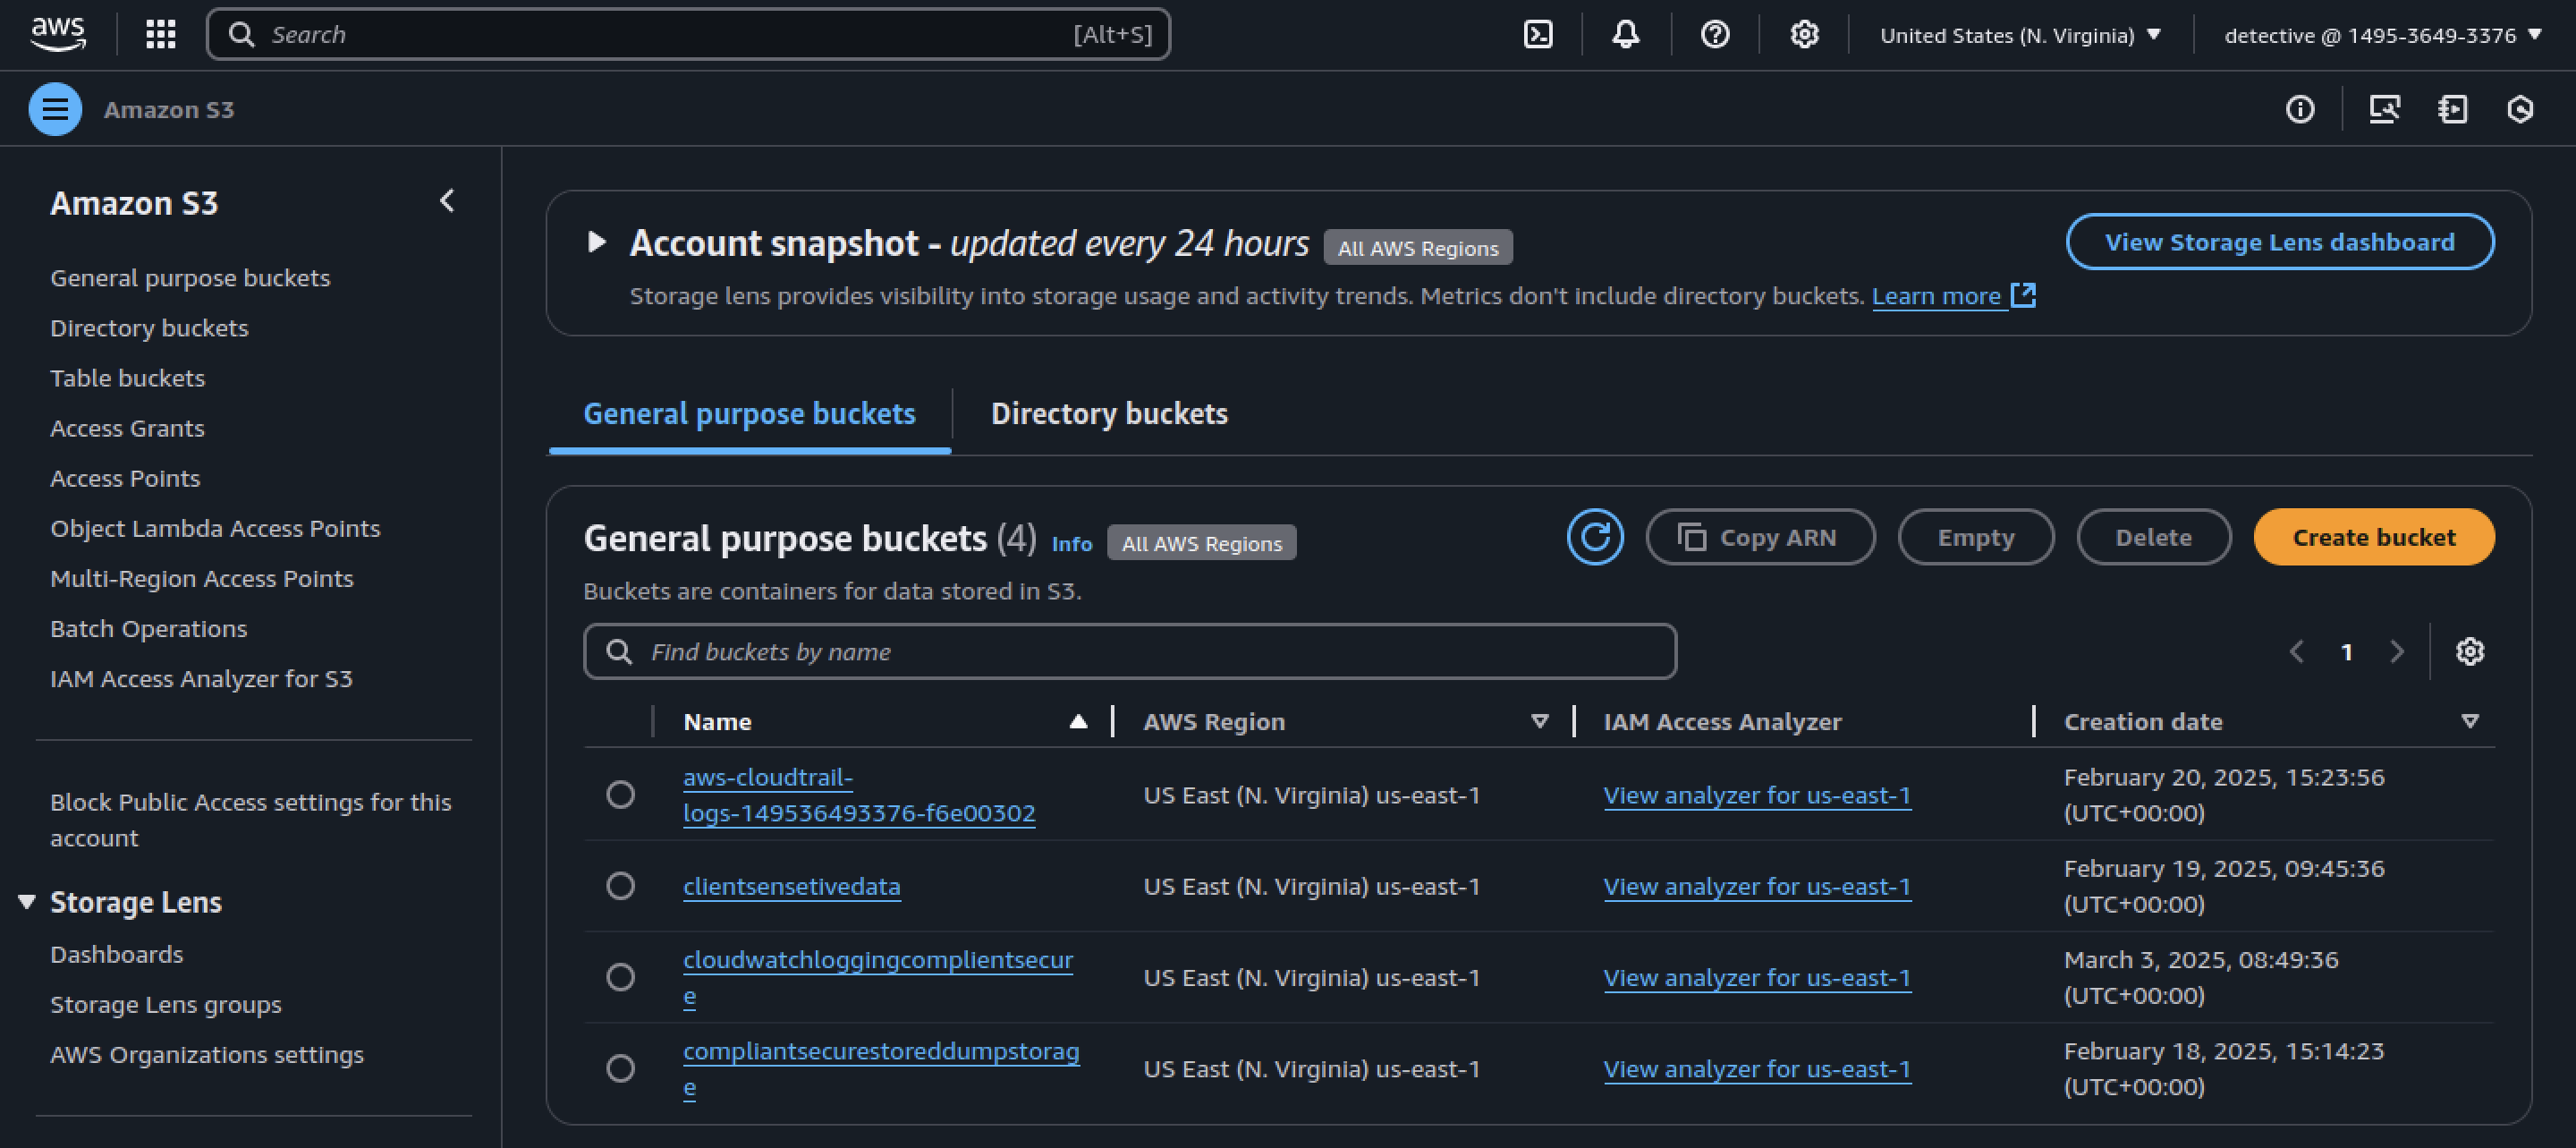 aws
Search [Alt+S]
United States (N. Virginia)
detective @ 1495-3649-3376
Amazon S3
Amazon S3
General purpose buckets
Directory buckets
Table buckets
Access Grants
Access Points
Object Lambda Access Points
Multi-Region Access Points
Batch Operations
IAM Access Analyzer for S3
Block Public Access settings for this
account
Storage Lens
Dashboards
Storage Lens groups
AWS Organizations settings
Account snapshot - updated every 24 hours All AWS Regions
View Storage Lens dashboard
Storage lens provides visibility into storage usage and activity trends. Metrics don't include directory buckets. Learn more
General purpose buckets
Directory buckets
General purpose buckets (4) Info All AWS Regions
Copy ARN
Empty
Delete
Create bucket
Buckets are containers for data stored in S3.
Find buckets by name
1
Name AWS Region IAM Access Analyzer Creation date
aws-cloudtrail-
logs-149536493376-f6e00302
US East (N. Virginia) us-east-1
View analyzer for us-east-1
February 20, 2025, 15:23:56
(UTC+00:00)
clientsensetivedata
US East (N. Virginia) us-east-1
View analyzer for us-east-1
February 19, 2025, 09:45:36
(UTC+00:00)
cloudwatchloggingcomplientsecur
e
US East (N. Virginia) us-east-1
View analyzer for us-east-1
March 3, 2025, 08:49:36
(UTC+00:00)
compliantsecurestoreddumpstorag
e
US East (N. Virginia) us-east-1
View analyzer for us-east-1
February 18, 2025, 15:14:23
(UTC+00:00)